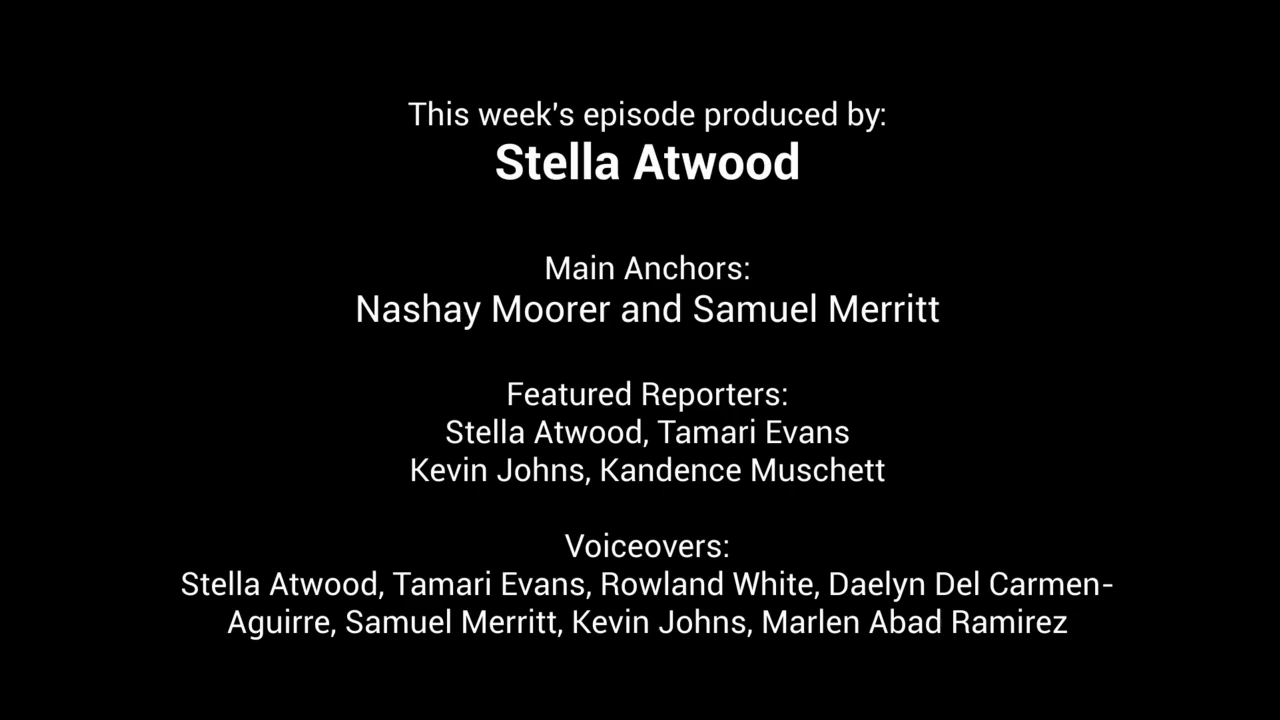 This week's episode produced by:
Stella Atwood
Main Anchors:
Nashay Moorer and Samuel Merritt
Featured Reporters:
Stella Atwood, Tamari Evans
Kevin Johns, Kandence Muschett
Voiceovers:
Stella Atwood, Tamari Evans, Rowland White, Daelyn Del Carmen-
Aguirre, Samuel Merritt, Kevin Johns, Marlen Abad Ramirez